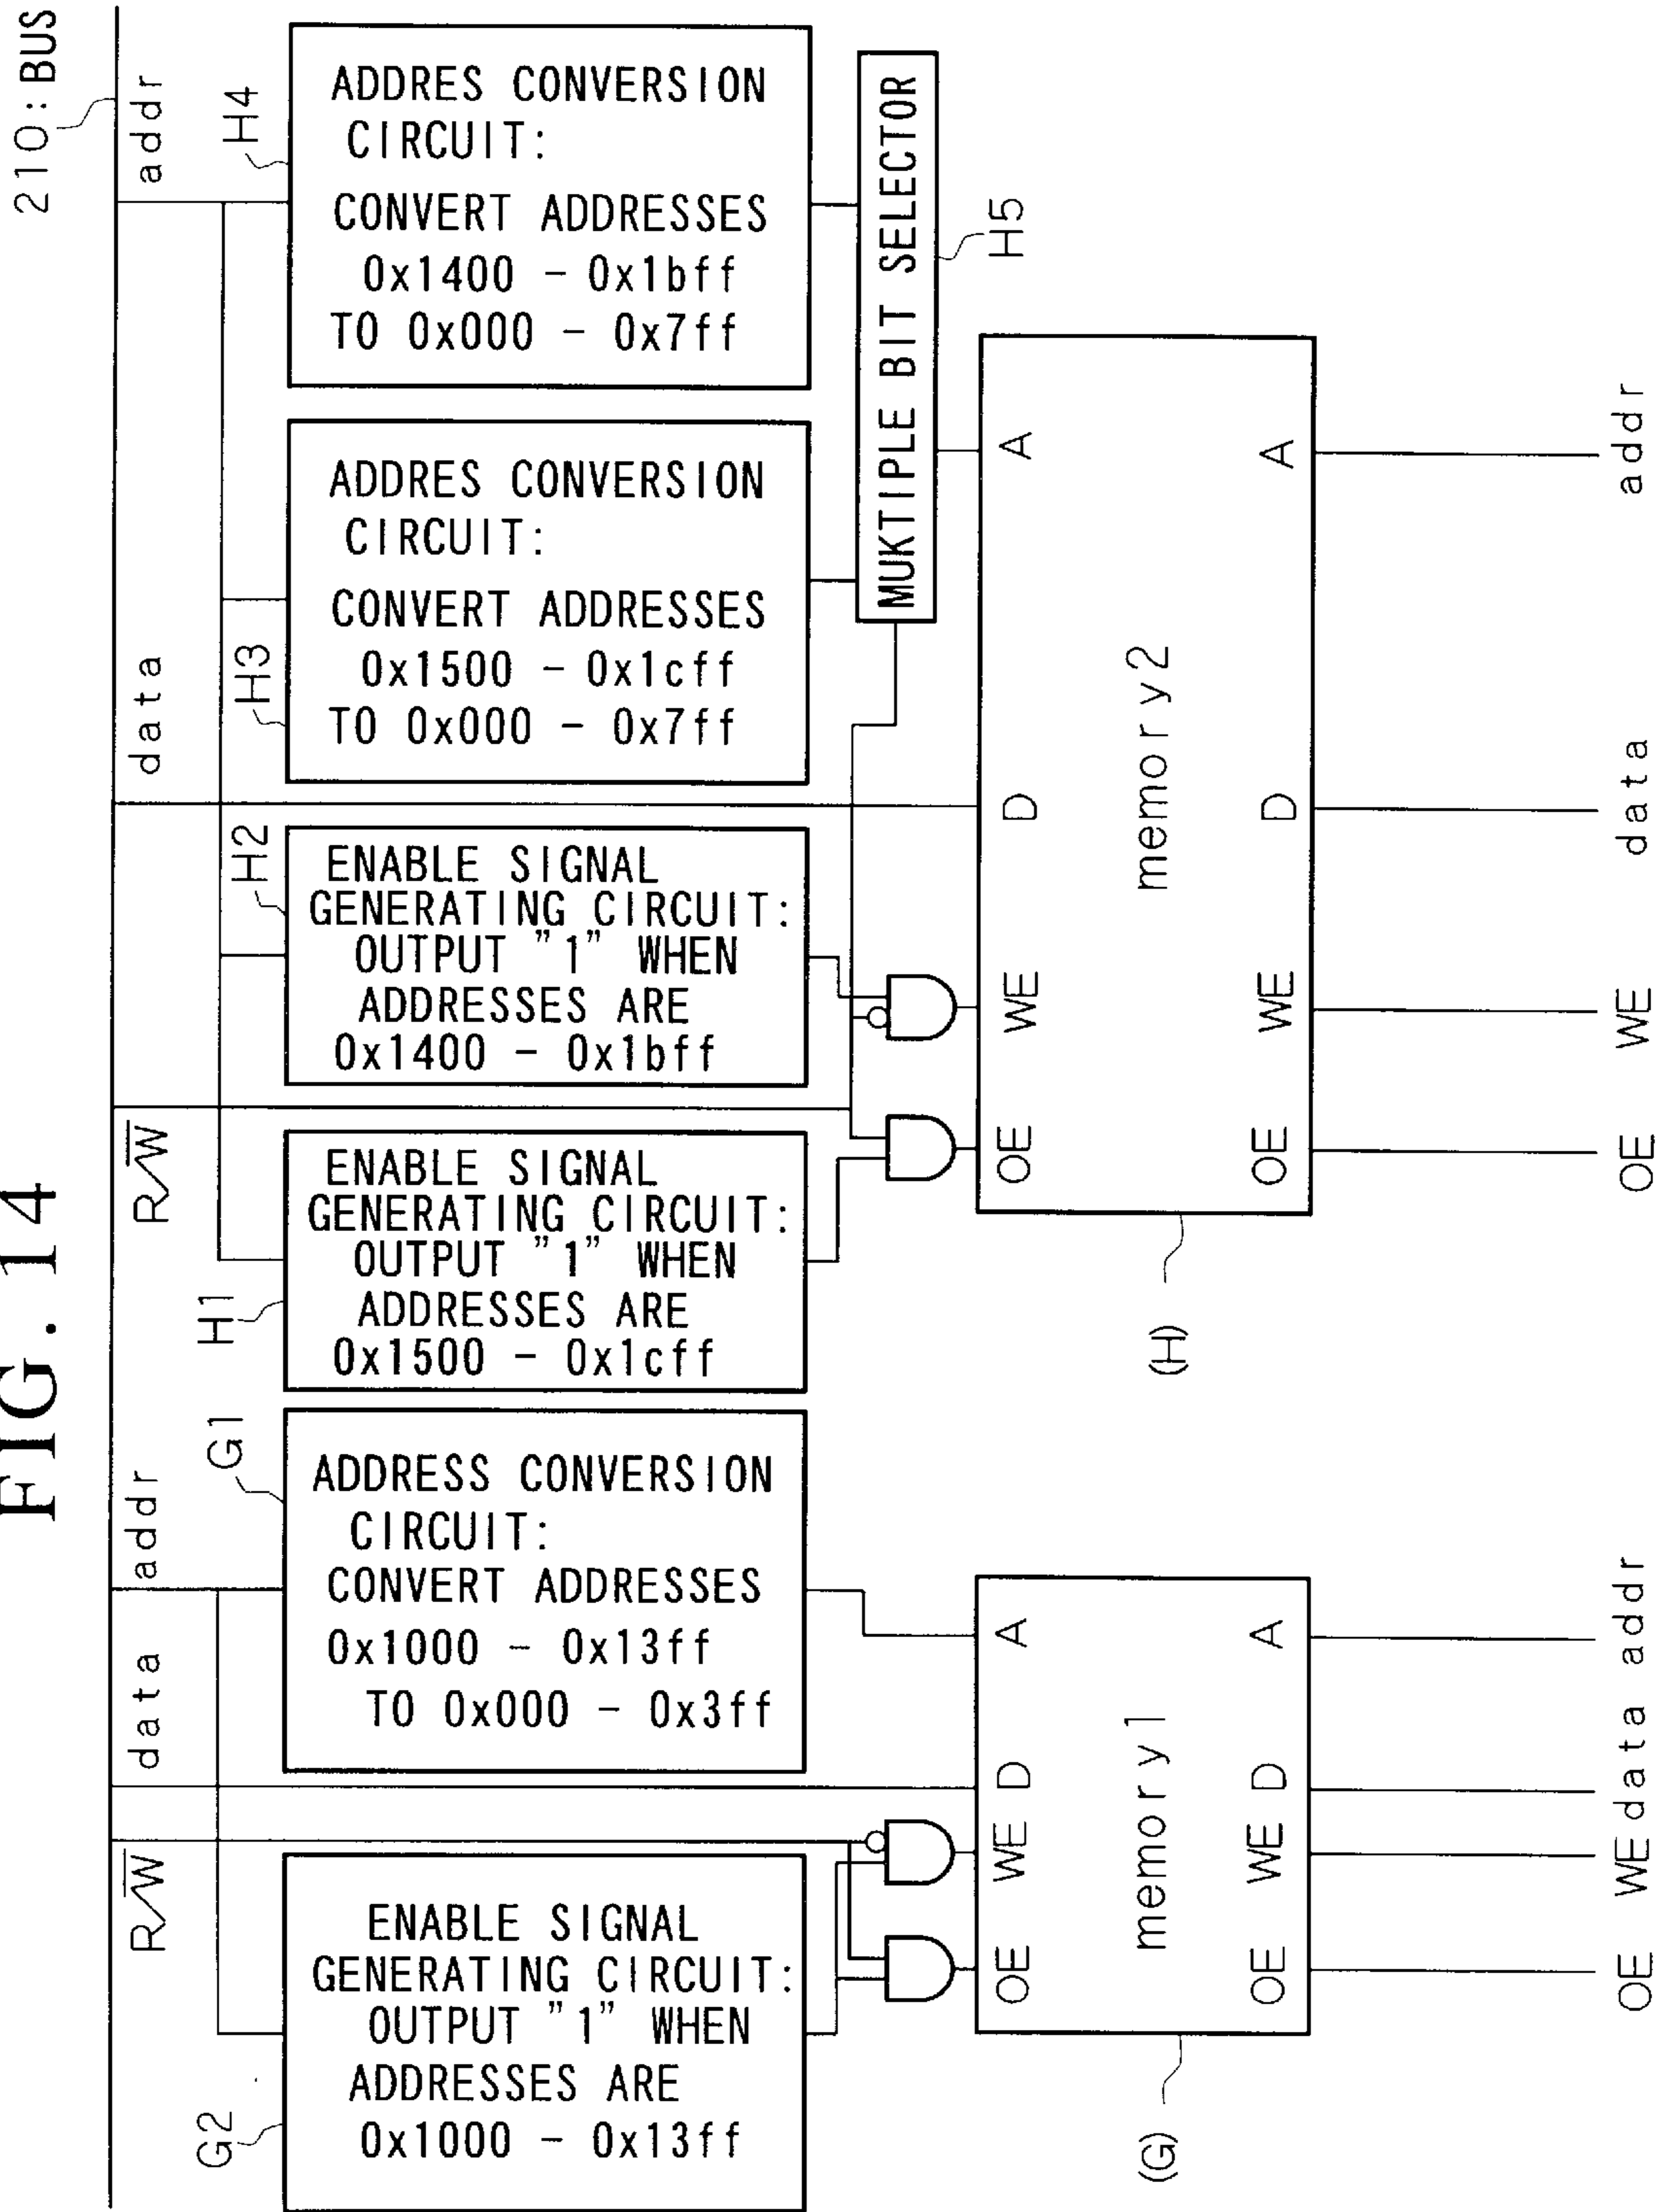 FIG. 14
210:BUS
R/W
data
addr
R/W
data
addr
G2
ENABLE SIGNAL
GENERATING CIRCUIT:
OUTPUT "1" WHEN
ADDRESSES ARE
0x1000 - 0x13ff
G1
ADDRESS CONVERSION
CIRCUIT:
CONVERT ADDRESSES
0x1000 - 0x13ff
TO 0x000 - 0x3ff
H1
ENABLE SIGNAL
GENERATING CIRCUIT:
OUTPUT "1" WHEN
ADDRESSES ARE
0x1500 - 0x1cff
H2
ENABLE SIGNAL
GENERATING CIRCUIT:
OUTPUT "1" WHEN
ADDRESSES ARE
0x1400 - 0x1bff
H3
ADDRES CONVERSION
CIRCUIT:
CONVERT ADDRESSES
0x1500 - 0x1cff
TO 0x000 - 0x7ff
H4
ADDRES CONVERSION
CIRCUIT:
CONVERT ADDRESSES
0x1400 - 0x1bff
TO 0x000 - 0x7ff
MUKTIPLE BIT SELECTOR
H5
OE WE D A
memory1
OE WE D A
(G)
OE WE data addr
OE WE D A
memory2
OE WE D A
(H)
OE WE data addr